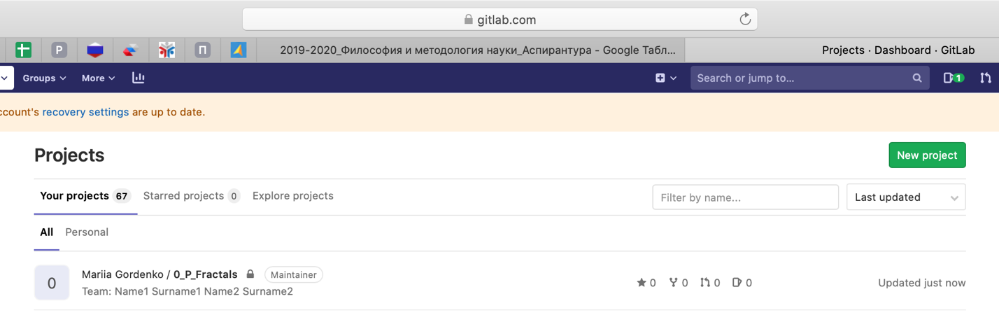 gitlab.com
P
П
2019-2020_Философия и методология науки_Аспирантура - Google Табл...
Projects · Dashboard · GitLab
Groups
More
Search or jump to...
1
ccount's recovery settings are up to date.
Projects
New project
Your projects 67
Starred projects 0
Explore projects
Filter by name...
Last updated
All
Personal
0
Mariia Gordenko / 0_P_Fractals
Maintainer
Team: Name1 Surname1 Name2 Surname2
0 0 0 0
Updated just now